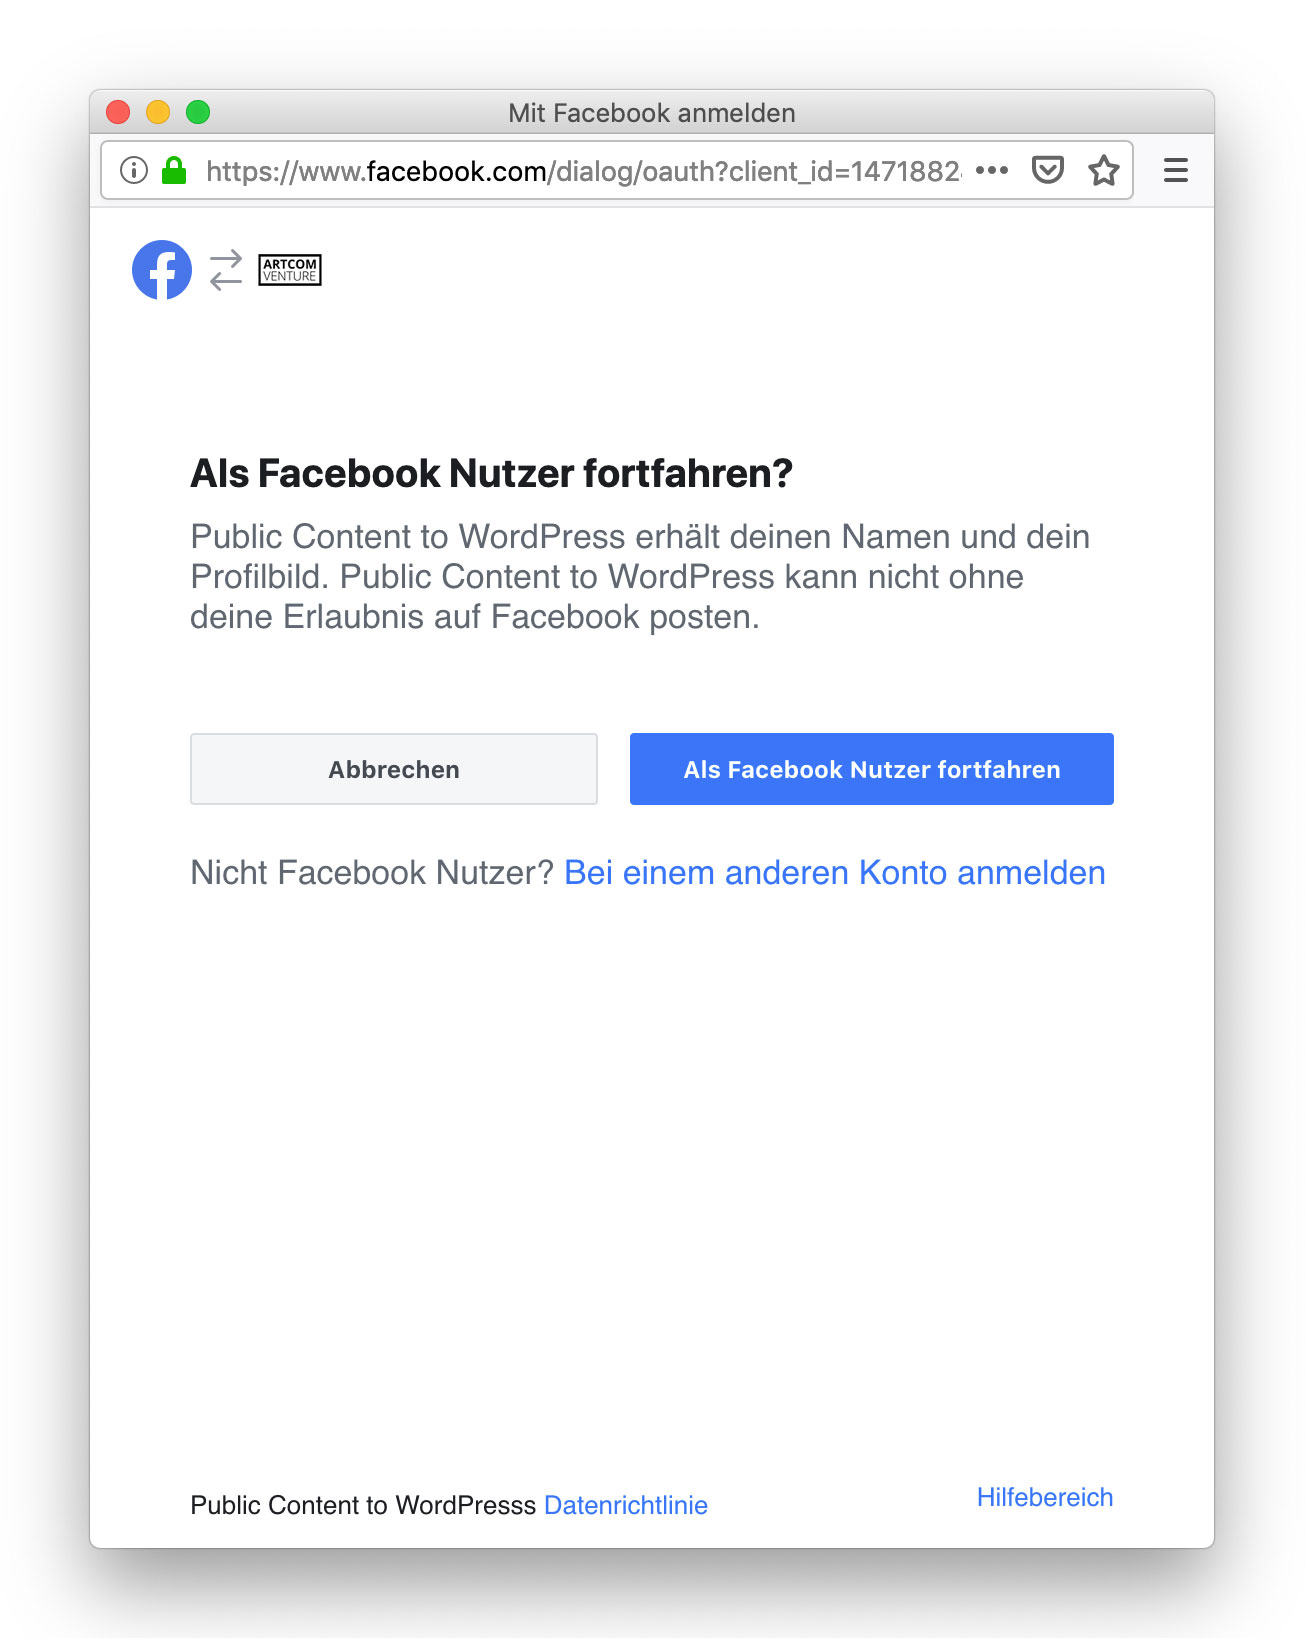 Mit Facebook anmelden
https://www.facebook.com/dialog/oauth?client_id=1471882
ARTCOM
VENTURE
Als Facebook Nutzer fortfahren?
Public Content to WordPress erhält deinen Namen und dein
Profilbild. Public Content to WordPress kann nicht ohne
deine Erlaubnis auf Facebook posten.
Abbrechen
Als Facebook Nutzer fortfahren
Nicht Facebook Nutzer? Bei einem anderen Konto anmelden
Public Content to WordPresss Datenrichtlinie
Hilfebereich